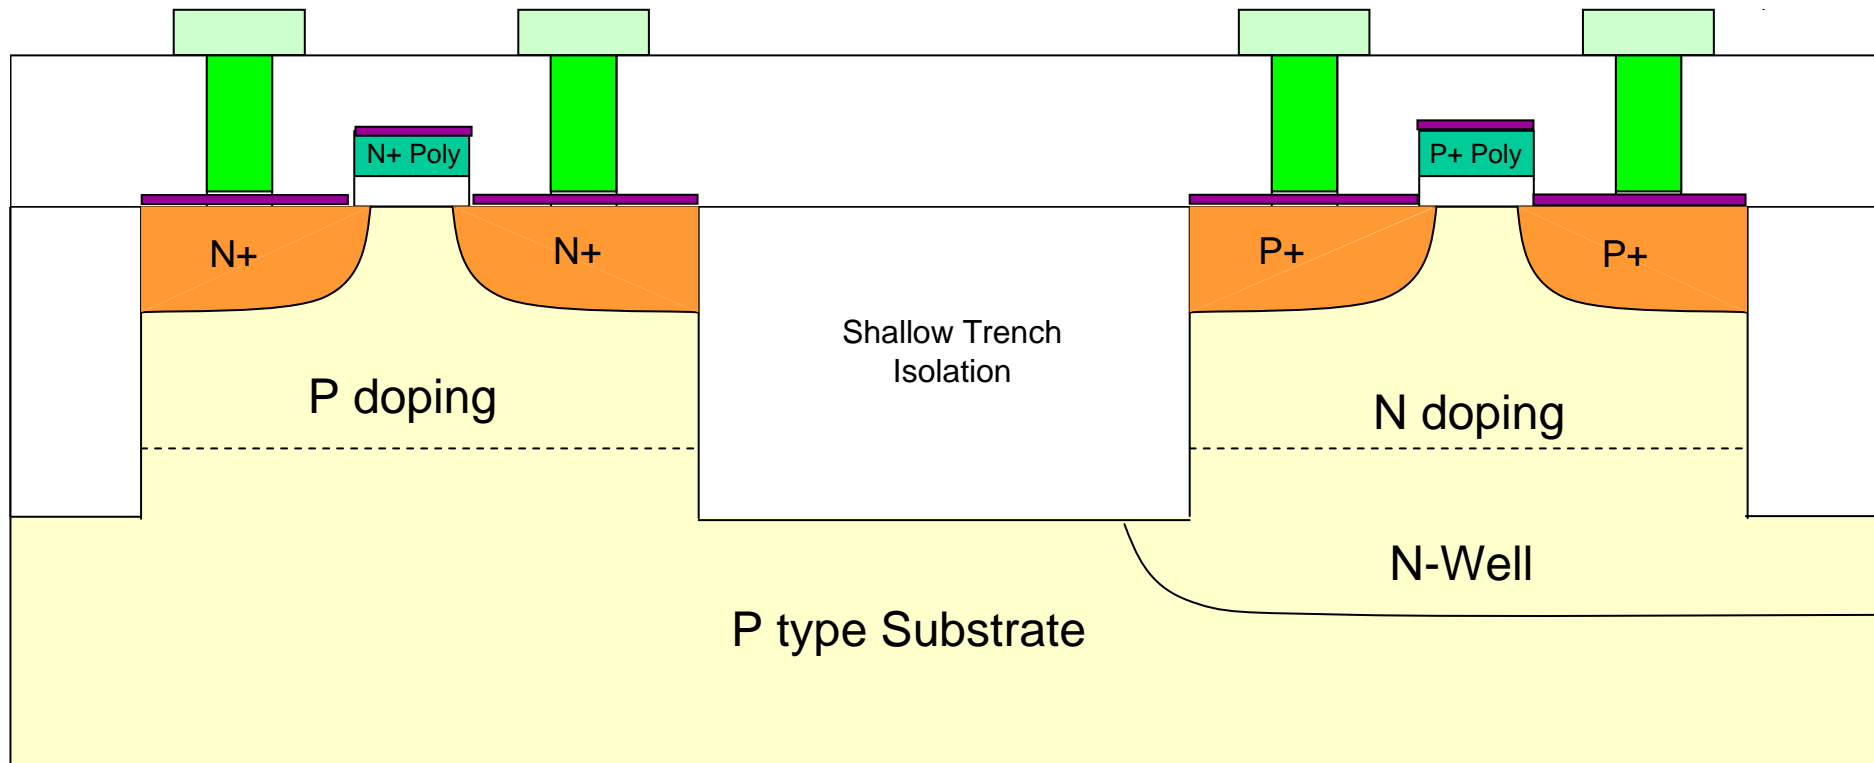 N+ Poly
P+ Poly
N+
N+
P+
P+
Shallow Trench
Isolation
P doping
N doping
N-Well
P type Substrate